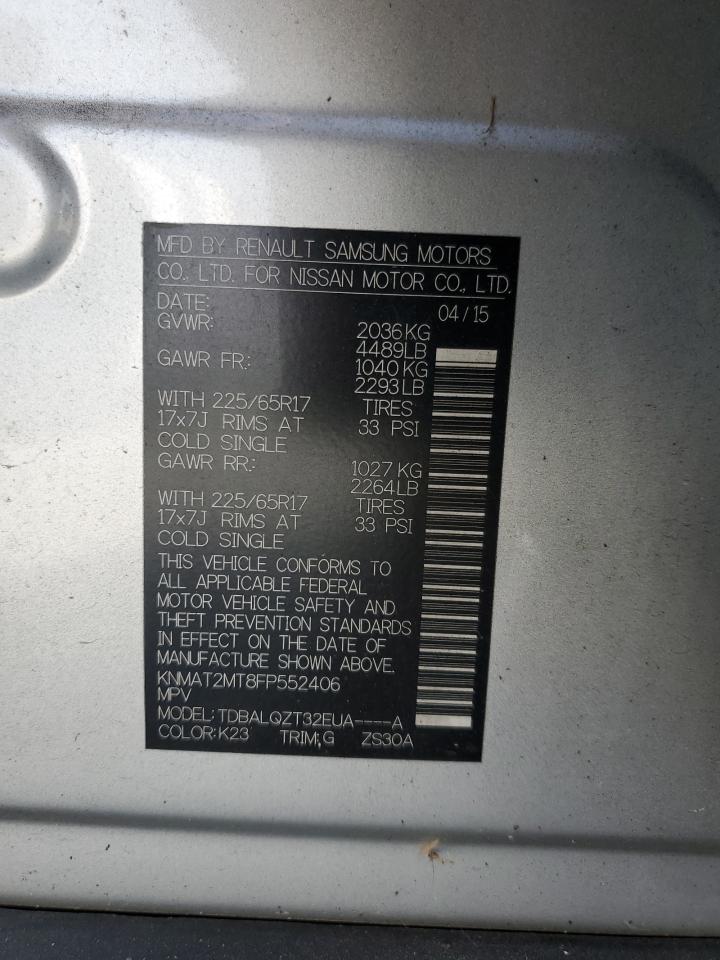 MFD BY RENAULT SAMSUNG MOTORS
CO., LTD. FOR NISSAN MOTOR CO., LTD.
DATE: 04/15
GVWR: 2036KG
4489LB
GAWR FR: 1040KG
2293LB
WITH 225/65R17 TIRES
17x7J RIMS AT 33 PSI
COLD SINGLE
GAWR RR: 1027KG
2264LB
WITH 225/65R17 TIRES
17x7J RIMS AT 33 PSI
COLD SINGLE
THIS VEHICLE CONFORMS TO
ALL APPLICABLE FEDERAL
MOTOR VEHICLE SAFETY AND
THEFT PREVENTION STANDARDS
IN EFFECT ON THE DATE OF
MANUFACTURE SHOWN ABOVE.
KNMAT2MT8FP552406
MPV
MODEL: TDBALQZT32EUA----A
COLOR: K23 TRIM;G ZS30A